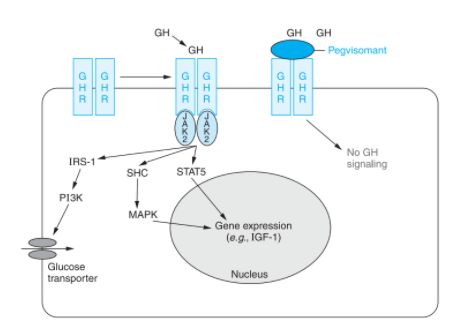 GH
GH
GH GH
Pegvisomant
GHR GHR
GHR GHR
GHR GHR
JAK2 JAK2
No GH
signaling
IRS-1
SHC
STAT5
PI3K
MAPK
Gene expression
(e.g., IGF-1)
Glucose
transporter
Nucleus